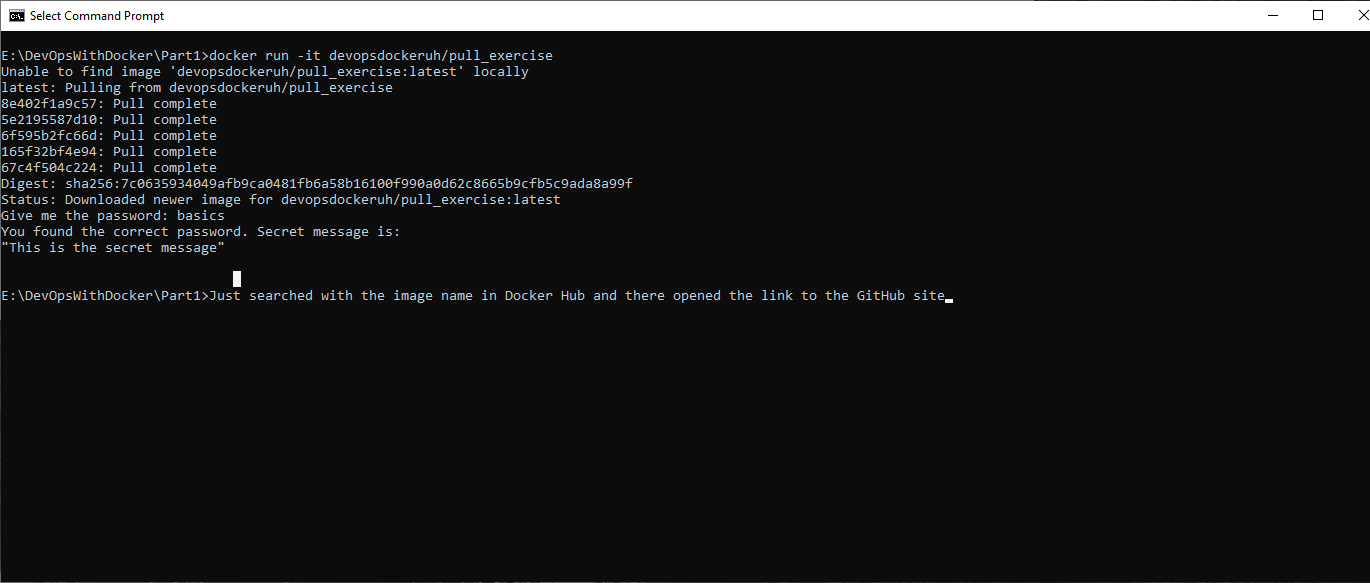 Select Command Prompt
E:\DevOpsWithDocker\Part1>docker run -it devopsdockeruh/pull_exercise
Unable to find image 'devopsdockeruh/pull_exercise:latest' locally
latest: Pulling from devopsdockeruh/pull_exercise
8e402f1a9c57: Pull complete
5e2195587d10: Pull complete
6f595b2fc66d: Pull complete
165f32bf4e94: Pull complete
67c4f504c224: Pull complete
Digest: sha256:7c0635934049afb9ca0481fb6a58b16100f990a0d62c8665b9cfb5c9ada8a99f
Status: Downloaded newer image for devopsdockeruh/pull_exercise:latest
Give me the password: basics
You found the correct password. Secret message is:
"This is the secret message"
E:\DevOpsWithDocker\Part1>Just searched with the image name in Docker Hub and there opened the link to the GitHub site